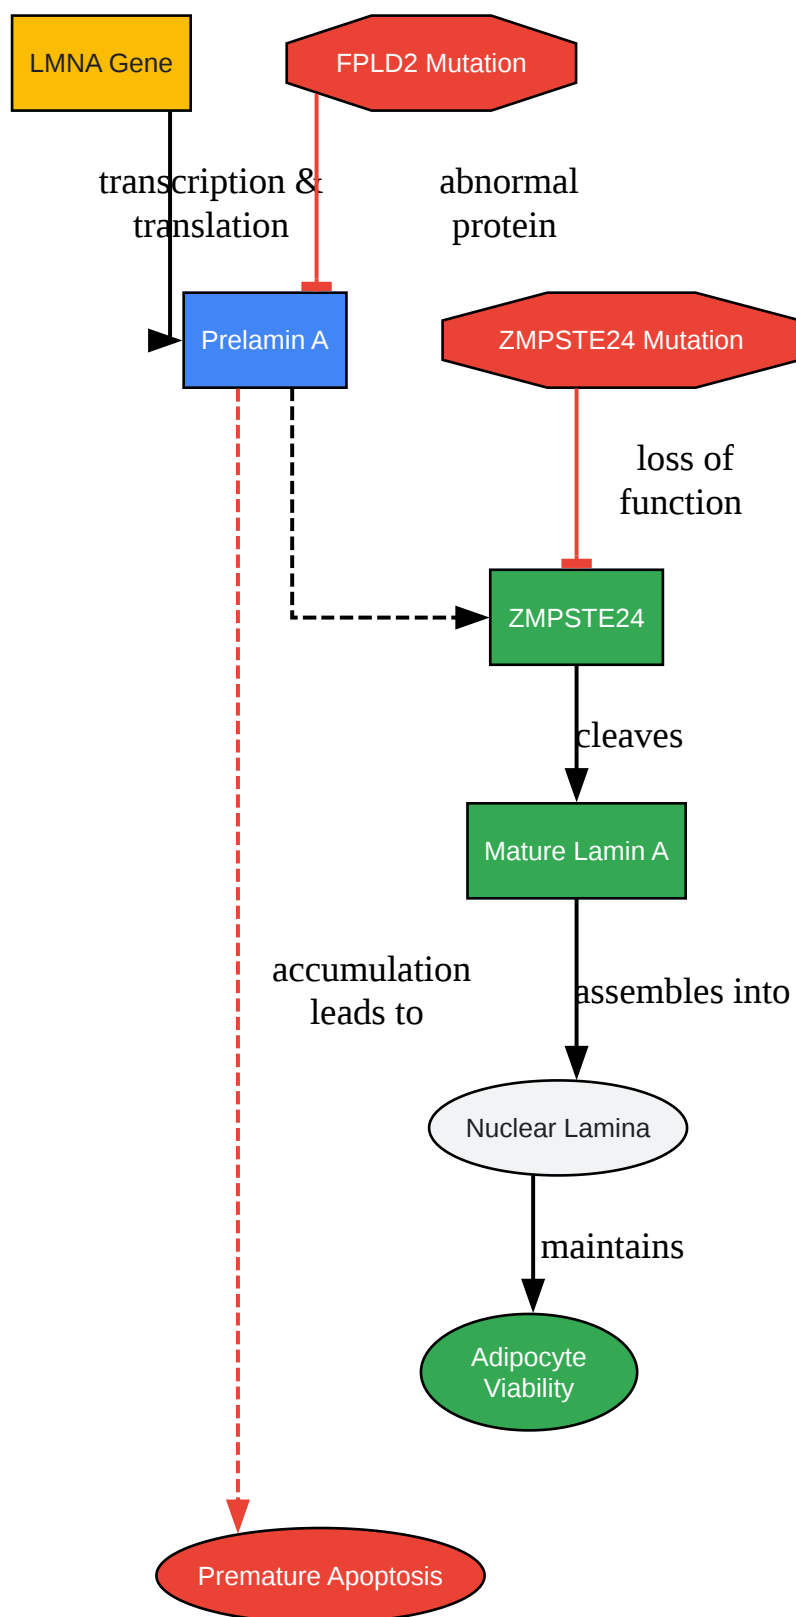 LMNA Gene
FPLD2 Mutation
transcription &
translation
abnormal
protein
Prelamin A
ZMPSTE24 Mutation
loss of
function
ZMPSTE24
cleaves
Mature Lamin A
accumulation
leads to
assembles into
Nuclear Lamina
maintains
Adipocyte
Viability
Premature Apoptosis